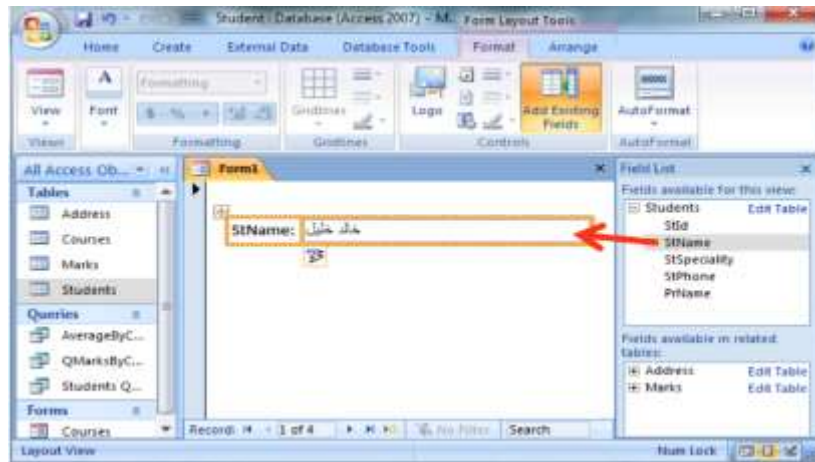 Student : Database (Access 2007) - M.
Form Layout Tools
Home Create External Data Database Tools Format Arrange
View
Font
Formatting
Gridlines
Logo
Add Existing Fields
AutoFormat
Views Formatting Gridlines Controls AutoFormat
All Access Ob...
Tables
Address
Courses
Marks
Students
Queries
AverageByC...
QMarksByC...
Students Q...
Forms
Courses
Form1
StName: خالد خليل
Record: 1 of 4 No Filter Search
Field List
Fields available for this view:
Students Edit Table
StId
StName
StSpeciality
StPhone
PrName
Fields available in related tables:
Address Edit Table
Marks Edit Table
Layout View Num Lock